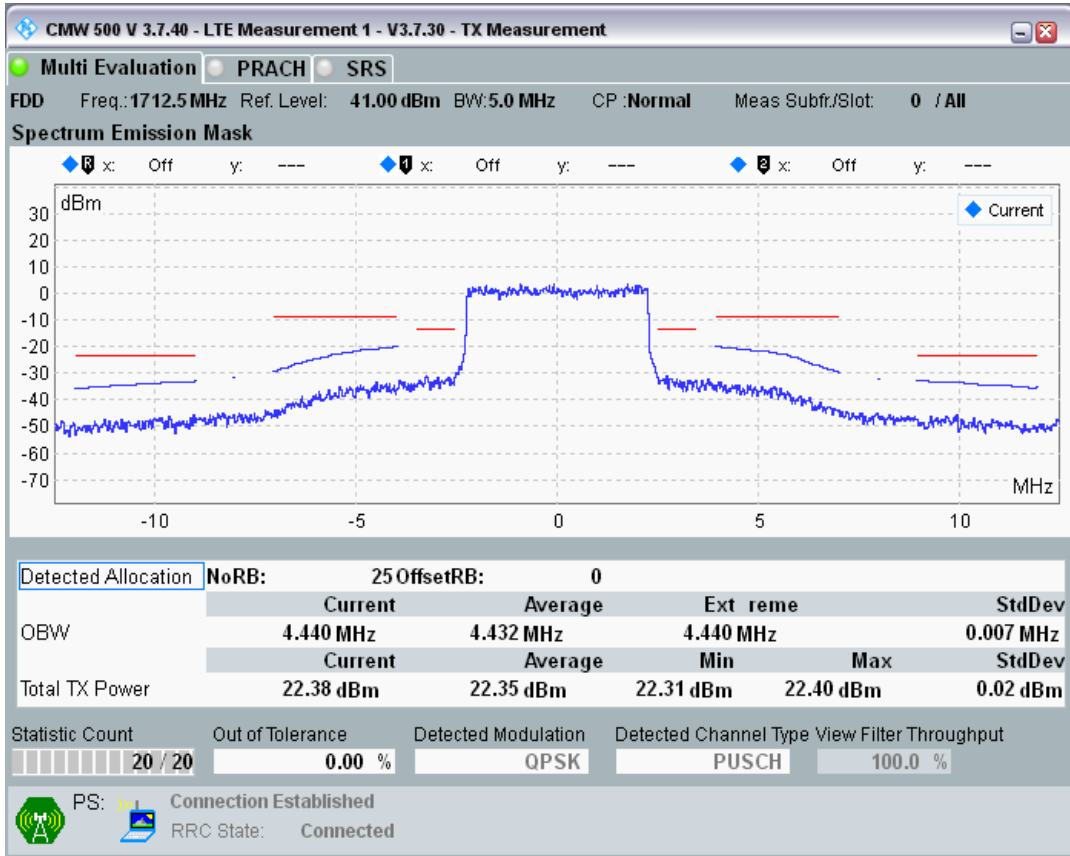 CMW 500 V 3.7.40 - LTE Measurement 1 - V3.7.30 - TX Measurement
Multi Evaluation PRACH SRS
FDD Freq.: 1712.5 MHz Ref. Level: 41.00 dBm BW: 5.0 MHz CP : Normal Meas Subfr./Slot: 0 / All
Spectrum Emission Mask
R x: Off y: --- 1 x: Off y: --- 2 x: Off y: ---
dBm
Current
30
20
10
0
-10
-20
-30
-40
-50
-60
-70
MHz
-10 -5 0 5 10
Detected Allocation NoRB: 25 OffsetRB: 0
Current Average Ext reme StdDev
OBW 4.440 MHz 4.432 MHz 4.440 MHz 0.007 MHz
Current Average Min Max StdDev
Total TX Power 22.38 dBm 22.35 dBm 22.31 dBm 22.40 dBm 0.02 dBm
Statistic Count Out of Tolerance Detected Modulation Detected Channel Type View Filter Throughput
20 / 20 0.00 % QPSK PUSCH 100.0 %
PS: Connection Established
RRC State: Connected